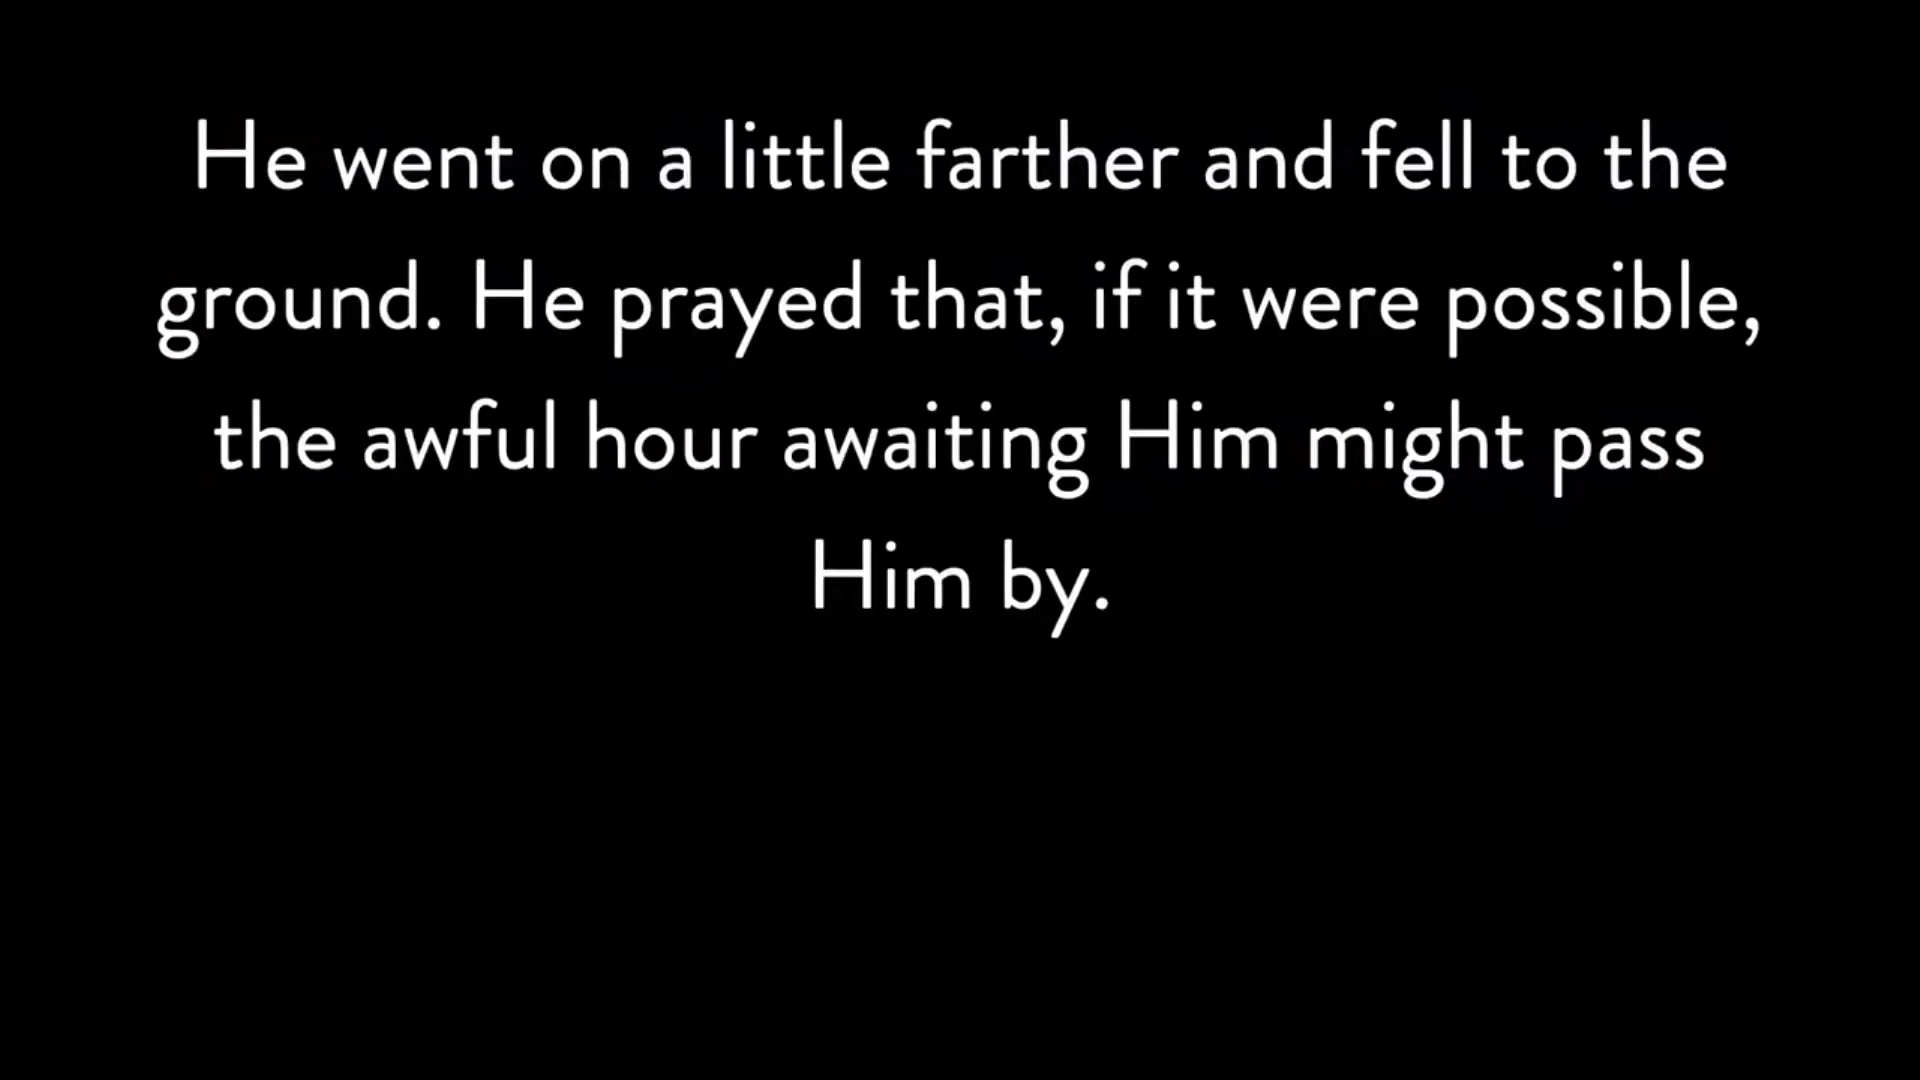 He went on a little farther and fell to the
ground. He prayed that, if it were possible,
the awful hour awaiting Him might pass
Him by.